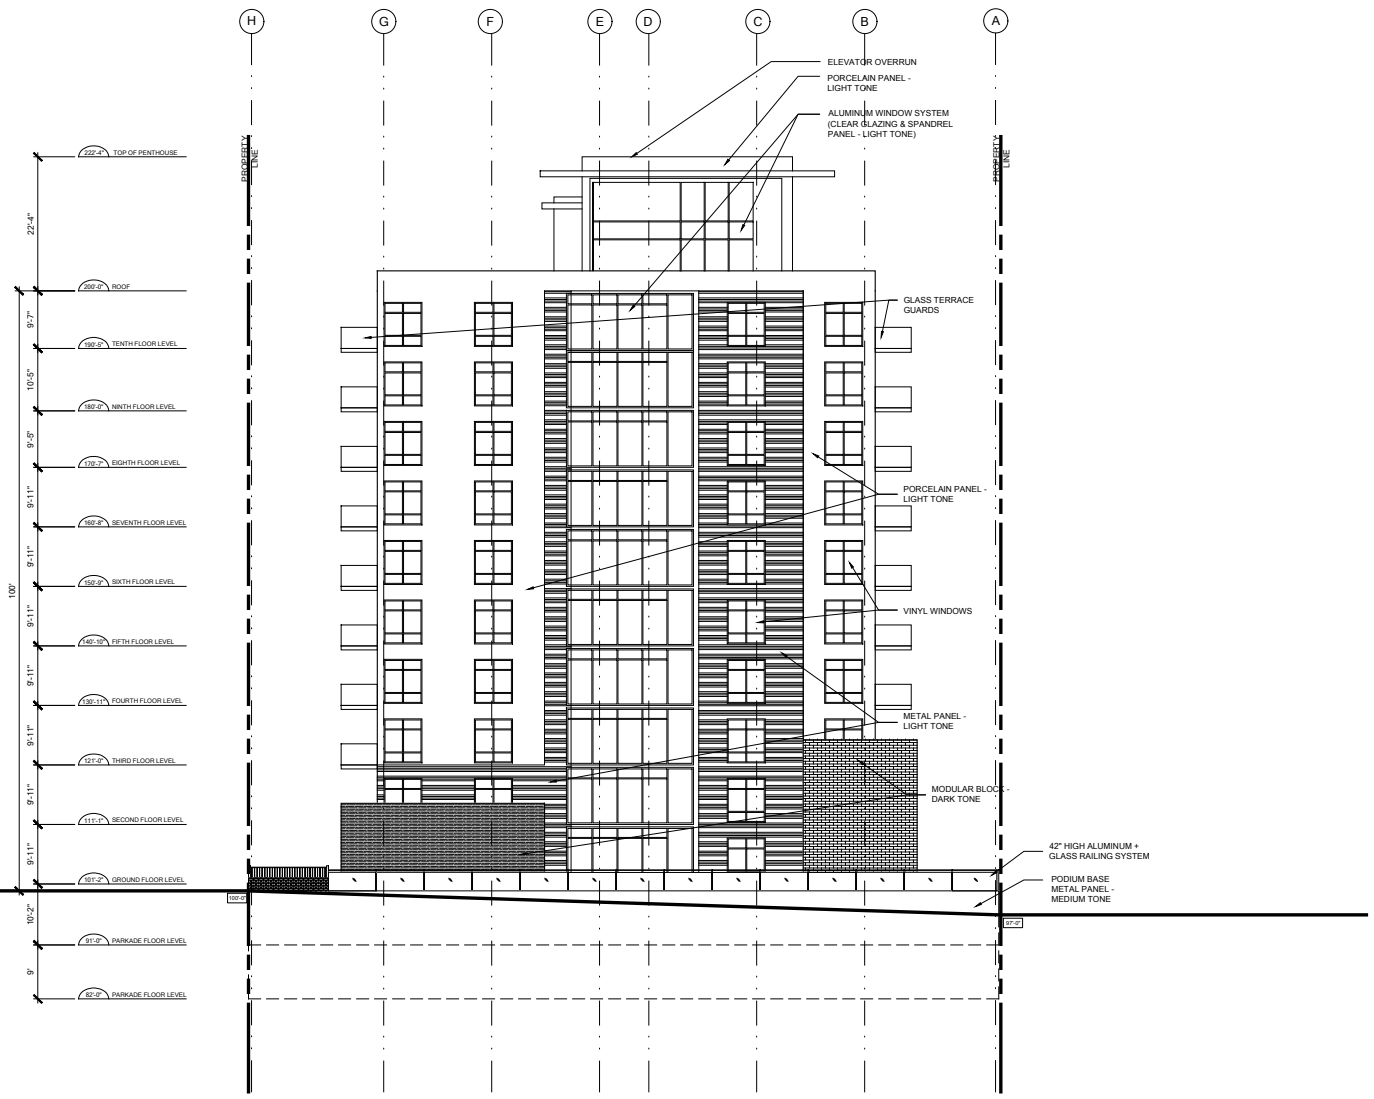 H G F E D C B A
ELEVATOR OVERRUN
PORCELAIN PANEL -
LIGHT TONE
ALUMINUM WINDOW SYSTEM
(CLEAR GLAZING & SPANDREL
PANEL - LIGHT TONE)
PROPERTY
LINE
PROPERTY
LINE
222'-4" TOP OF PENTHOUSE
22'-4"
200'-0" ROOF
GLASS TERRACE
GUARDS
9'-7"
190'-5" TENTH FLOOR LEVEL
10'-5"
180'-0" NINTH FLOOR LEVEL
9'-5"
170'-7" EIGHTH FLOOR LEVEL
PORCELAIN PANEL -
LIGHT TONE
9'-11"
160'-8" SEVENTH FLOOR LEVEL
9'-11"
150'-9" SIXTH FLOOR LEVEL
100'
VINYL WINDOWS
9'-11"
140'-10" FIFTH FLOOR LEVEL
9'-11"
130'-11" FOURTH FLOOR LEVEL
METAL PANEL -
LIGHT TONE
9'-11"
121'-0" THIRD FLOOR LEVEL
MODULAR BLOCK -
DARK TONE
9'-11"
111'-1" SECOND FLOOR LEVEL
42" HIGH ALUMINUM +
GLASS RAILING SYSTEM
9'-11"
101'-2" GROUND FLOOR LEVEL
PODIUM BASE
METAL PANEL -
MEDIUM TONE
100'-0"
97'-0"
10'-2"
91'-0" PARKADE FLOOR LEVEL
9'
82'-0" PARKADE FLOOR LEVEL